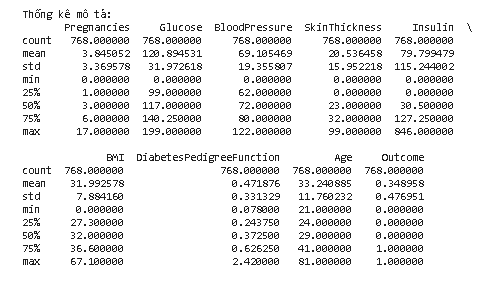 Thống kê mô tả:
Pregnancies Glucose BloodPressure SkinThickness Insulin \
count 768.000000 768.000000 768.000000 768.000000 768.000000
mean 3.845052 120.894531 69.105469 20.536458 79.799479
std 3.369578 31.972618 19.355807 15.952218 115.244002
min 0.000000 0.000000 0.000000 0.000000 0.000000
25% 1.000000 99.000000 62.000000 0.000000 0.000000
50% 3.000000 117.000000 72.000000 23.000000 30.500000
75% 6.000000 140.250000 80.000000 32.000000 127.250000
max 17.000000 199.000000 122.000000 99.000000 846.000000
BMI DiabetesPedigreeFunction Age Outcome
count 768.000000 768.000000 768.000000 768.000000
mean 31.992578 0.471876 33.240885 0.348958
std 7.884160 0.331329 11.760232 0.476951
min 0.000000 0.078000 21.000000 0.000000
25% 27.300000 0.243750 24.000000 0.000000
50% 32.000000 0.372500 29.000000 0.000000
75% 36.600000 0.626250 41.000000 1.000000
max 67.100000 2.420000 81.000000 1.000000